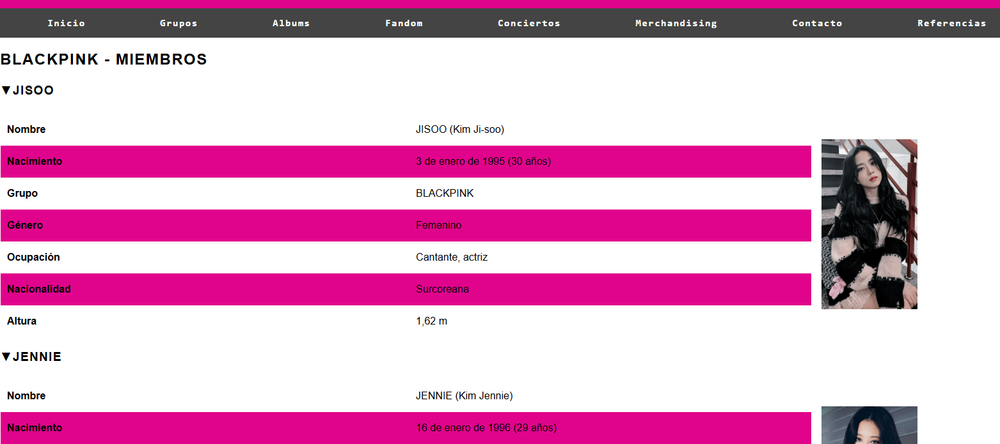 Inicio Grupos Albums Fandom Conciertos Merchandising Contacto Referencias
BLACKPINK - MIEMBROS
▼JISOO
Nombre JISOO (Kim Ji-soo)
Nacimiento 3 de enero de 1995 (30 años)
Grupo BLACKPINK
Género Femenino
Ocupación Cantante, actriz
Nacionalidad Surcoreana
Altura 1,62 m
▼JENNIE
Nombre JENNIE (Kim Jennie)
Nacimiento 16 de enero de 1996 (29 años)